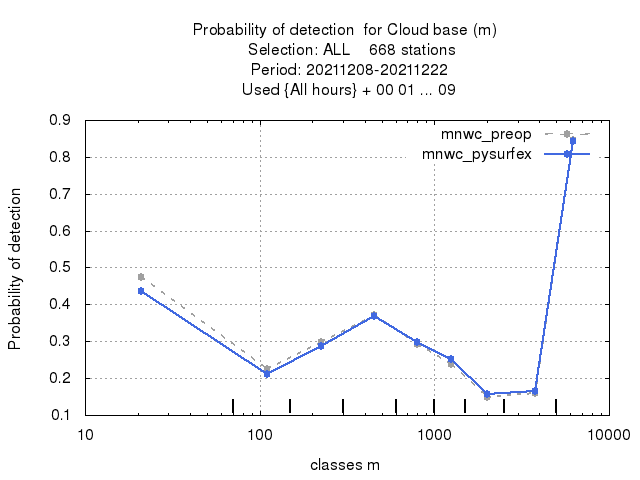 Probability of detection  for Cloud base (m)
Selection: ALL    668 stations
Period: 20211208-20211222
Used {All hours} + 00 01 ... 09
mnwc_preop
mnwc_pysurfex
Probability of detection
0.9
0.8
0.7
0.6
0.5
0.4
0.3
0.2
0.1
10 100 1000 10000
classes m